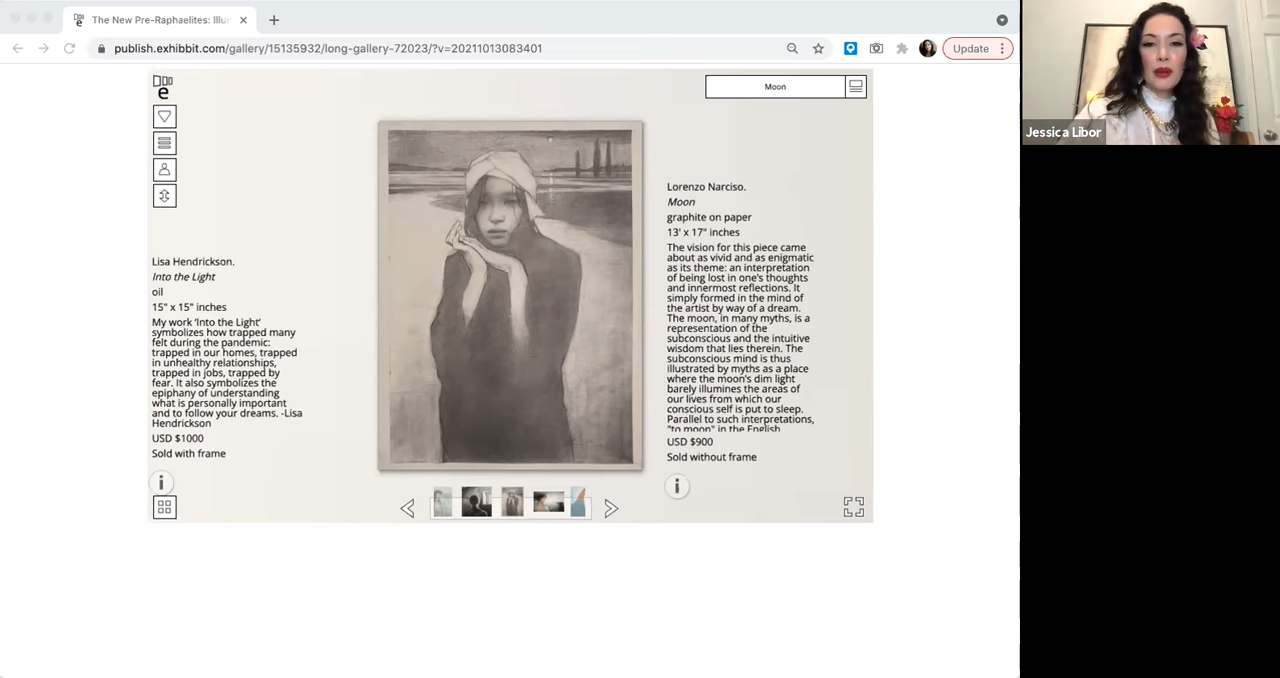 The New Pre-Raphaelites: Illu
publish.exhibbit.com/gallery/15135932/long-gallery-72023/?v=20211013083401
Update
e
Moon
Jessica Libor
Lisa Hendrickson.
Into the Light
oil
15" x 15" inches
My work 'Into the Light'
symbolizes how trapped many
felt during the pandemic:
trapped in our homes, trapped
in unhealthy relationships,
trapped in jobs, trapped by
fear. It also symbolizes the
epiphany of understanding
what is personally important
and to follow your dreams. -Lisa
Hendrickson
USD $1000
Sold with frame
Lorenzo Narciso.
Moon
graphite on paper
13' x 17" inches
The vision for this piece came
about as vivid and as enigmatic
as its theme: an interpretation
of being lost in one's thoughts
and innermost reflections. It
simply formed in the mind of
the artist by way of a dream.
The moon, in many myths, is a
representation of the
subconscious and the intuitive
wisdom that lies therein. The
subconscious mind is thus
illustrated by myths as a place
where the moon's dim light
barely illumines the areas of
our lives from which our
conscious self is put to sleep.
Parallel to such interpretations,
"to moon" in the English
USD $900
Sold without frame